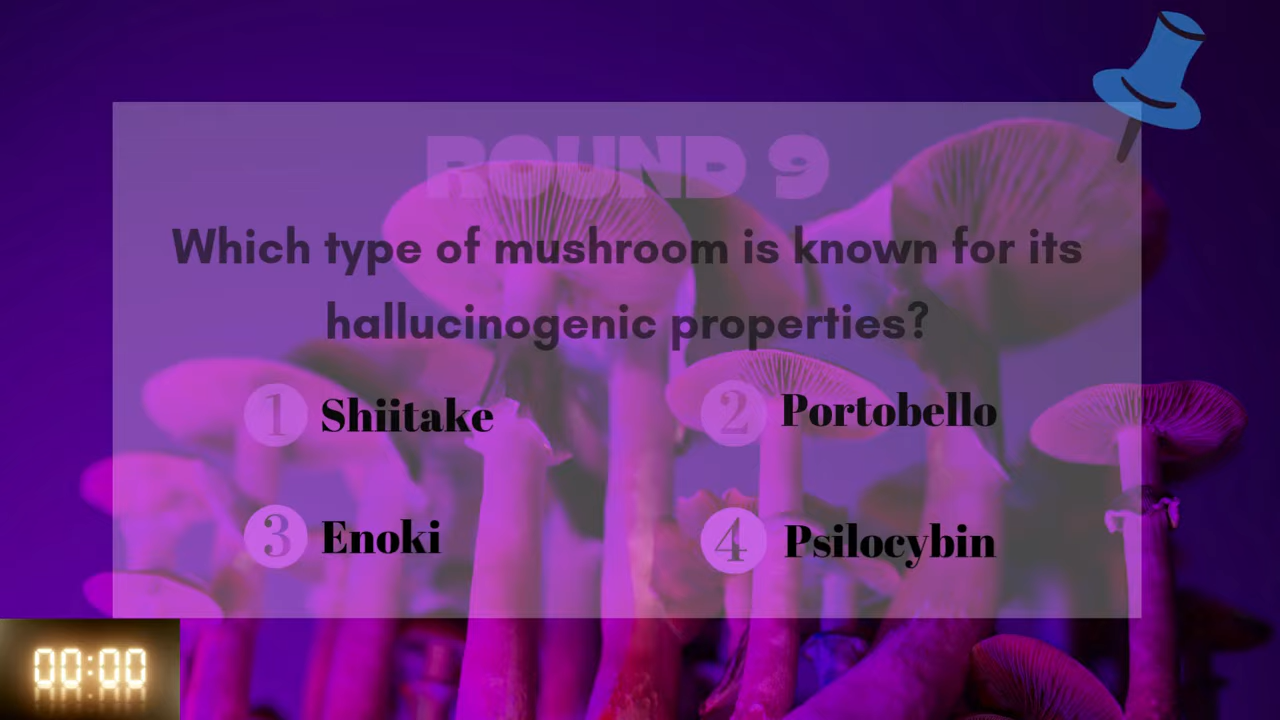 ROUND 9
Which type of mushroom is known for its
hallucinogenic properties?
1 Shiitake
2 Portobello
3 Enoki
4 Psilocybin
00:00